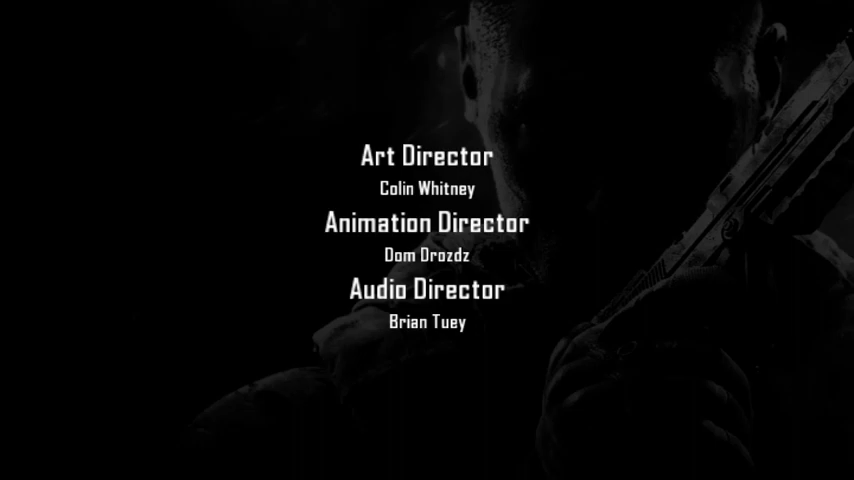 Art Director
Colin Whitney
Animation Director
Dom Drozdz
Audio Director
Brian Tuey